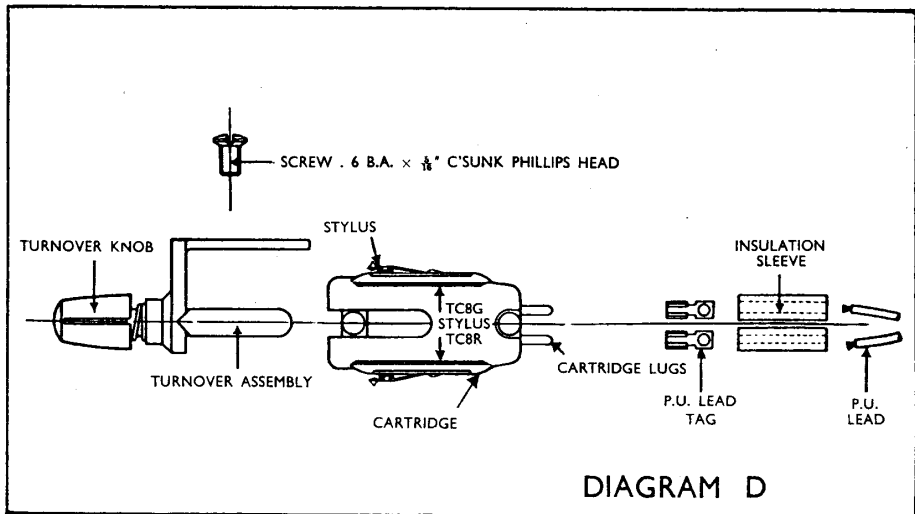 SCREW . 6 B.A. × 5/16" C'SUNK PHILLIPS HEAD
STYLUS
TURNOVER KNOB
INSULATION
SLEEVE
TC8G
STYLUS
TC8R
TURNOVER ASSEMBLY
CARTRIDGE LUGS
CARTRIDGE
P.U. LEAD
TAG
P.U.
LEAD
DIAGRAM D